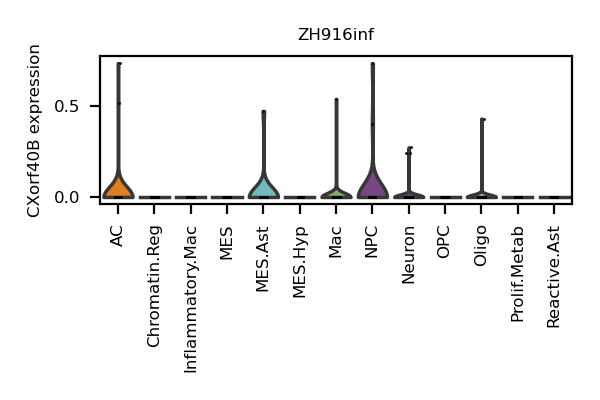 ZH916inf
CXorf40B expression
0.5
0.0
AC
Chromatin.Reg
Inflammatory.Mac
MES
MES.Ast
MES.Hyp
Mac
NPC
Neuron
OPC
Oligo
Prolif.Metab
Reactive.Ast